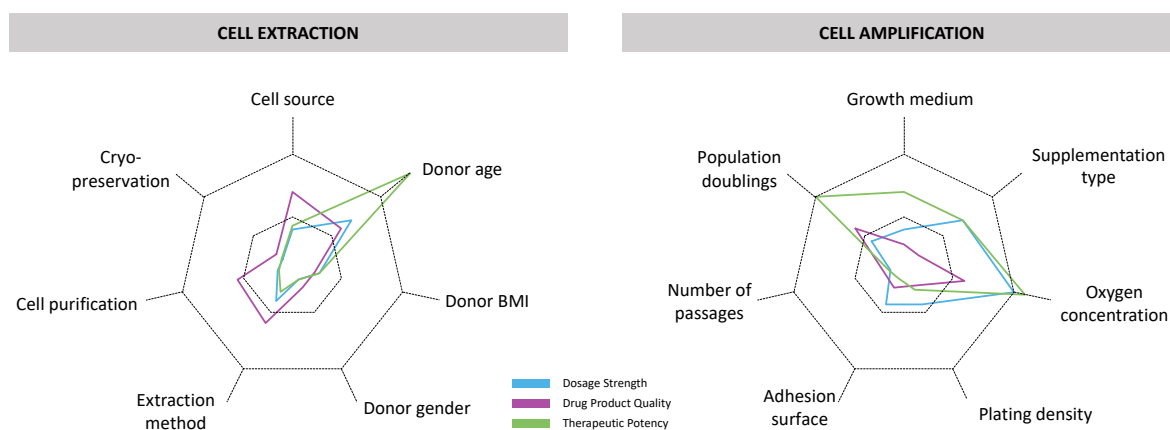 CELL EXTRACTION
Cell source
Cryo-
preservation
Donor age
Cell purification
Donor BMI
Extraction
method
Donor gender
CELL AMPLIFICATION
Growth medium
Population
doublings
Supplementation
type
Number of
passages
Oxygen
concentration
Adhesion
surface
Plating density
Dosage Strength
Drug Product Quality
Therapeutic Potency